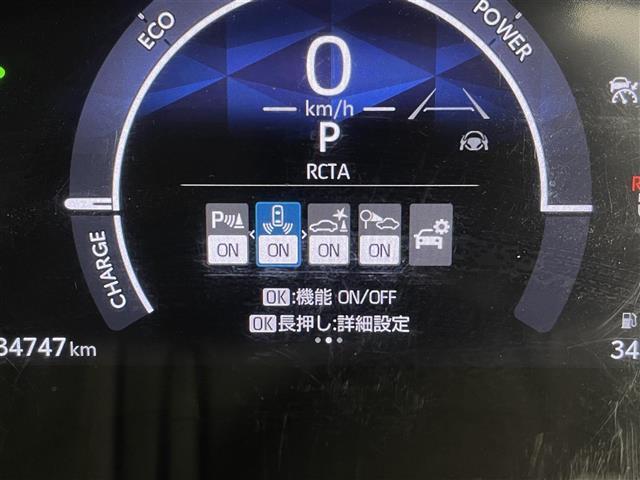 ECO
POWER
0
km/h
P
RCTA
P
ON
ON
ON
ON
OK:機能 ON/OFF
OK長押し:詳細設定
CHARGE
34747 km
34
R